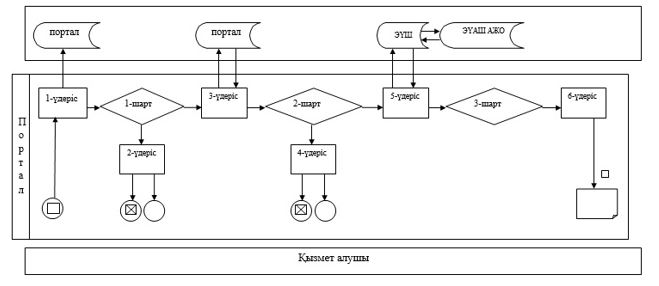 портал
портал
ЭҮШ
ЭҮАШ АЖО
Портал
1-үдеріс
1-шарт
3-үдеріс
2-шарт
5-үдеріс
3-шарт
6-үдеріс
2-үдеріс
4-үдеріс
Қызмет алушы